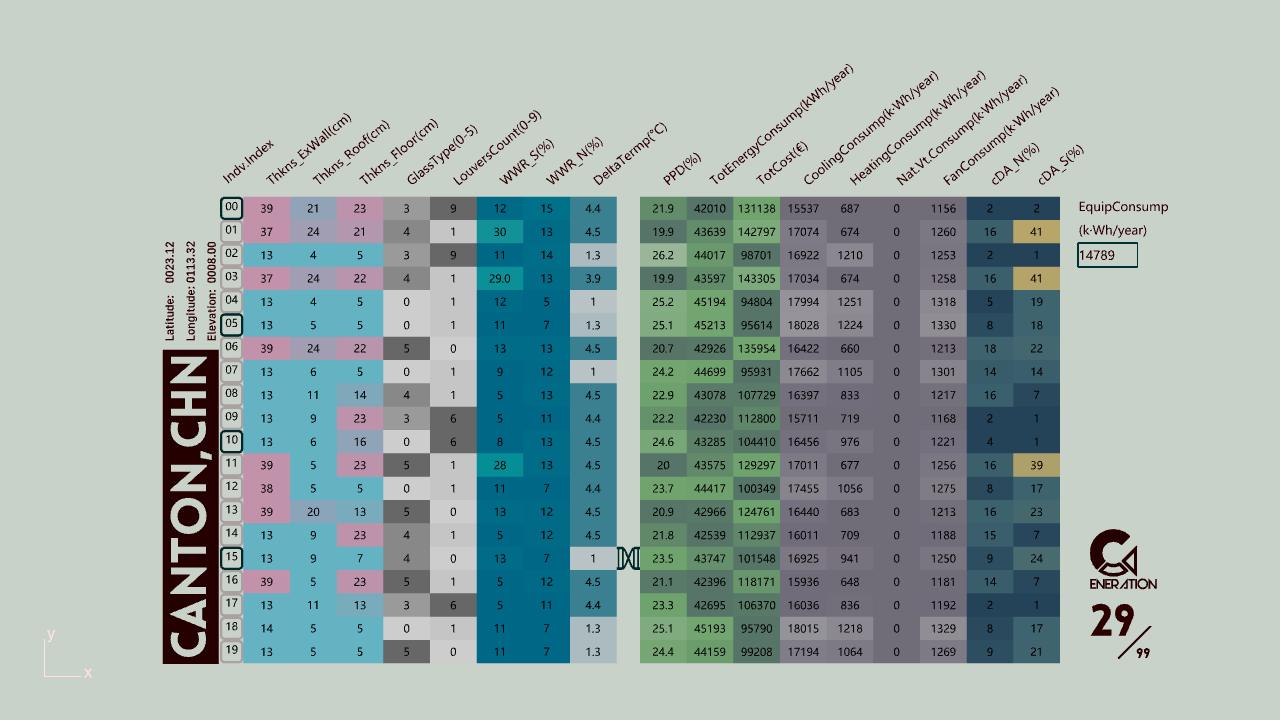 Indv.Index Thkns_ExWall(cm) Thkns_Roof(cm) Thkns_Floor(cm) GlassType(0-5) LouversCount(0-9) WWR_S(%) WWR_N(%) DeltaTermp(°C) PPD(%) TotEnergyConsump(kWh/year) TotCost(€) CoolingConsump(k·Wh/year) HeatingConsump(k·Wh/year) Nat.Vt.Consump(k·Wh/year) FanConsump(k·Wh/year) cDA_N(%) cDA_S(%)
00 39 21 23 3 9 12 15 4.4 21.9 42010 131138 15537 687 0 1156 2 2
01 37 24 21 4 1 30 13 4.5 19.9 43639 142797 17074 674 0 1260 16 41
02 13 4 5 3 9 11 14 1.3 26.2 44017 98701 16922 1210 0 1253 2 1
03 37 24 22 4 1 29.0 13 3.9 19.9 43597 143305 17034 674 0 1258 16 41
04 13 4 5 0 1 12 5 1 25.2 45194 94804 17994 1251 0 1318 5 19
05 13 5 5 0 1 11 7 1.3 25.1 45213 95614 18028 1224 0 1330 8 18
06 39 24 22 5 0 13 13 4.5 20.7 42926 135954 16422 660 0 1213 18 22
07 13 6 5 0 1 9 12 1 24.2 44699 95931 17662 1105 0 1301 14 14
08 13 11 14 4 1 5 13 4.5 22.9 43078 107729 16397 833 0 1217 16 7
09 13 9 23 3 6 5 11 4.4 22.2 42230 112800 15711 719 0 1168 2 1
10 13 6 16 0 6 8 13 4.5 24.6 43285 104410 16456 976 0 1221 4 1
11 39 5 23 5 1 28 13 4.5 20 43575 129297 17011 677 0 1256 16 39
12 38 5 5 0 1 11 7 4.4 23.7 44417 100349 17455 1056 0 1275 8 17
13 39 20 13 5 0 13 12 4.5 20.9 42966 124761 16440 683 0 1213 16 23
14 13 9 23 4 1 5 12 4.5 21.8 42539 112937 16011 709 0 1188 15 7
15 13 9 7 4 0 13 7 1 23.5 43747 101548 16925 941 0 1250 9 24
16 39 5 23 5 1 5 12 4.5 21.1 42396 118171 15936 648 0 1181 14 7
17 13 11 13 3 6 5 11 4.4 23.3 42695 106370 16036 836 0 1192 2 1
18 14 5 5 0 1 11 7 1.3 25.1 45193 95790 18015 1218 0 1329 8 17
19 13 5 5 5 0 11 7 1.3 24.4 44159 99208 17194 1064 0 1269 9 21
Latitude: 0023.12
Longitude: 0113.32
Elevation: 0008.00
CANTON,CHN
EquipConsump
(k·Wh/year)
14789
GENERATION
29/99
y
x